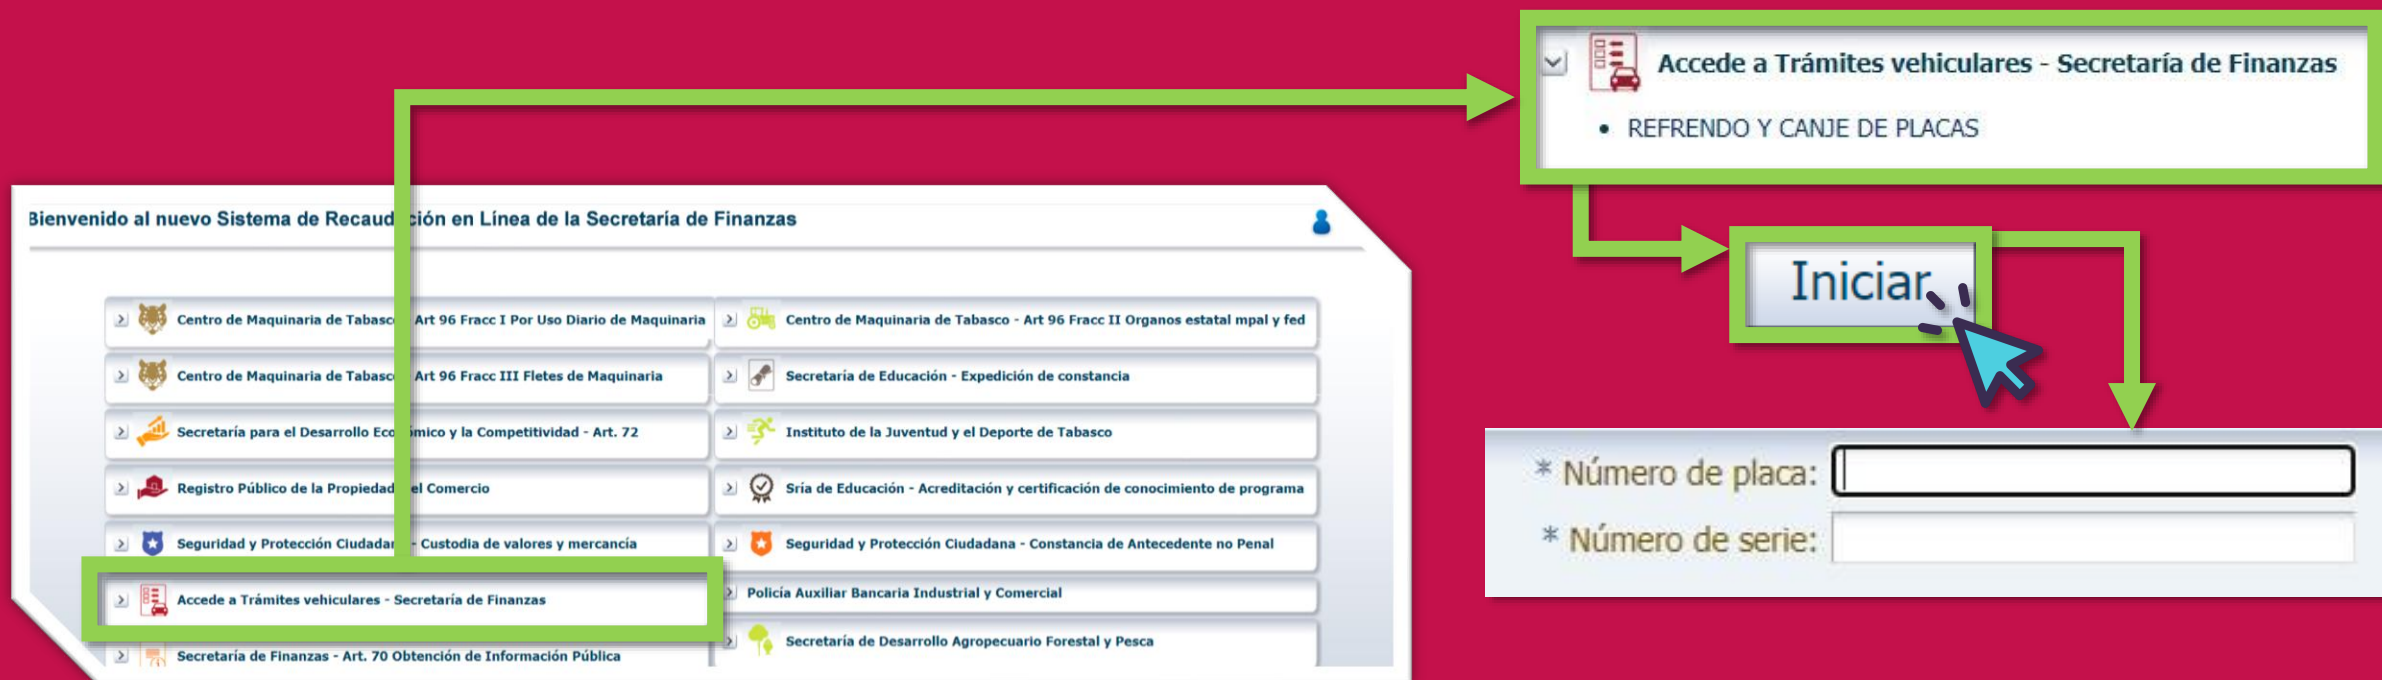 Accede a Trámites vehiculares - Secretaría de Finanzas
• REFRENDO Y CANJE DE PLACAS
Bienvenido al nuevo Sistema de Recaudación en Línea de la Secretaría de Finanzas
Iniciar
Centro de Maquinaria de Tabasco - Art 96 Fracc I Por Uso Diario de Maquinaria
Centro de Maquinaria de Tabasco - Art 96 Fracc II Organos estatal mpal y fed
Centro de Maquinaria de Tabasco - Art 96 Fracc III Fletes de Maquinaria
Secretaría de Educación - Expedición de constancia
Secretaría para el Desarrollo Económico y la Competitividad - Art. 72
Instituto de la Juventud y el Deporte de Tabasco
Registro Público de la Propiedad y el Comercio
Sría de Educación - Acreditación y certificación de conocimiento de programa
Seguridad y Protección Ciudadana - Custodia de valores y mercancía
Seguridad y Protección Ciudadana - Constancia de Antecedente no Penal
Accede a Trámites vehiculares - Secretaría de Finanzas
Policía Auxiliar Bancaria Industrial y Comercial
Secretaría de Finanzas - Art. 70 Obtención de Información Pública
Secretaría de Desarrollo Agropecuario Forestal y Pesca
* Número de placa:
* Número de serie: